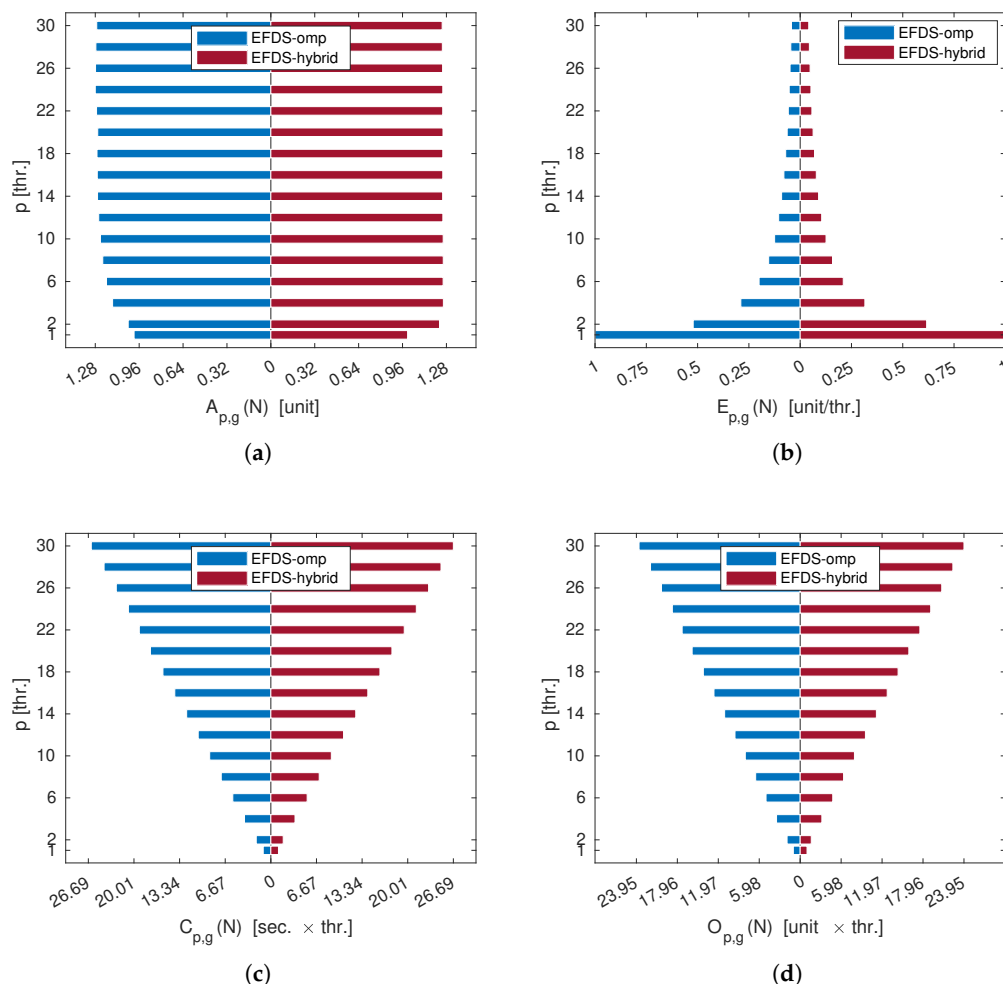 30
26
22
18
14
10
6
2
1
p [thr.]
EFDS-omp
EFDS-hybrid
1.28 0.96 0.64 0.32 0 0.32 0.64 0.96 1.28
A p,g (N) [unit]
(a)
30
26
22
18
14
10
6
2
1
p [thr.]
EFDS-omp
EFDS-hybrid
1 0.75 0.5 0.25 0 0.25 0.5 0.75 1
E p,g (N) [unit/thr.]
(b)
30
26
22
18
14
10
6
2
1
p [thr.]
EFDS-omp
EFDS-hybrid
26.69 20.01 13.34 6.67 0 6.67 13.34 20.01 26.69
C p,g (N) [sec. × thr.]
(c)
30
26
22
18
14
10
6
2
1
p [thr.]
EFDS-omp
EFDS-hybrid
23.95 17.96 11.97 5.98 0 5.98 11.97 17.96 23.95
O p,g (N) [unit × thr.]
(d)